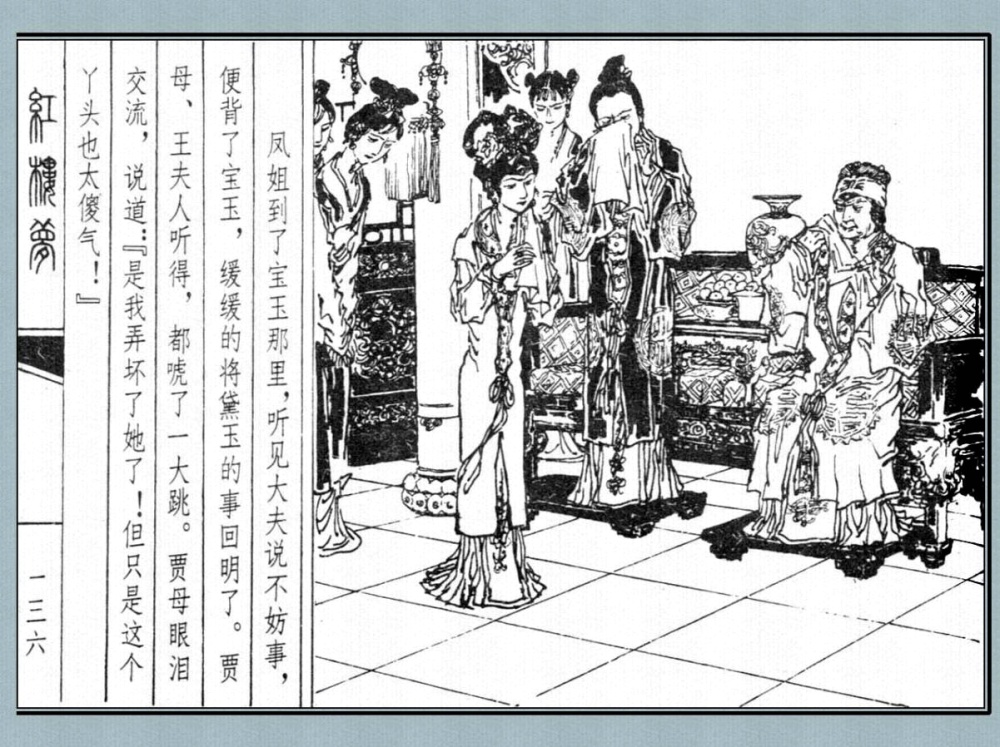 凤姐到了宝玉那里，听见大夫说不妨事，
便背了宝玉，缓缓的将黛玉的事回明了。贾
母、王夫人听得，都唬了一大跳。贾母眼泪
交流，说道：『是我弄坏了她了！但只是这个
丫头也太傻气！』
紅樓夢
一三六